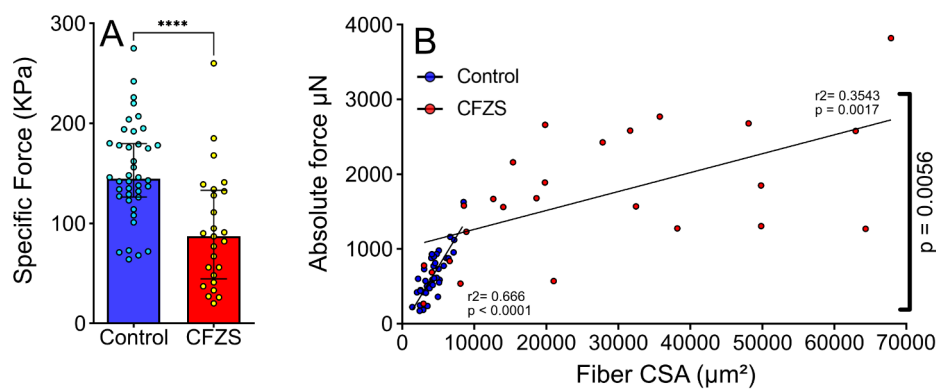 A
****
Specific Force (KPa)
300
200
100
0
Control
CFZS
B
Control
CFZS
Absolute force µN
4000
3000
2000
1000
0
r2= 0.3543
p = 0.0017
r2= 0.666
p < 0.0001
p = 0.0056
0 10000 20000 30000 40000 50000 60000 70000
Fiber CSA (µm²)